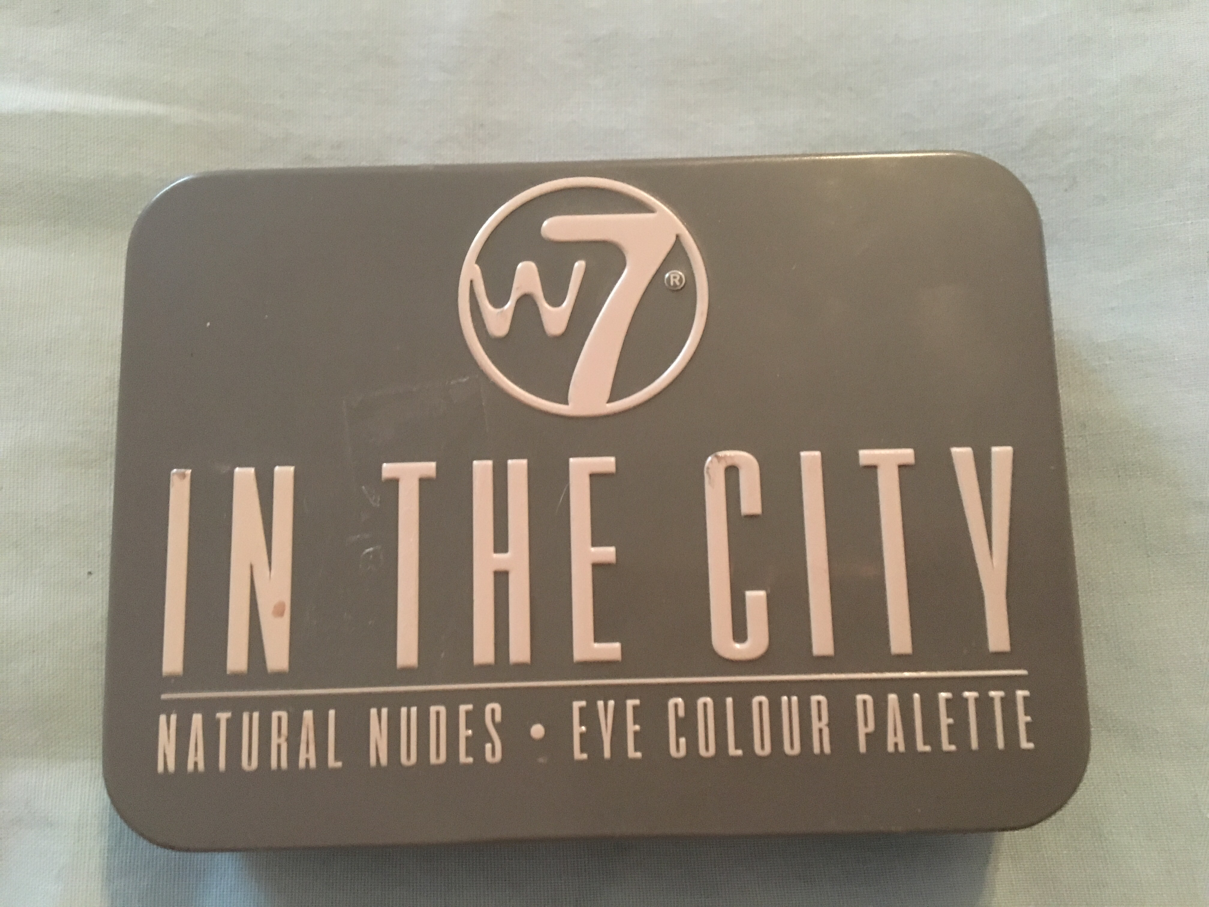 W7®
IN THE CITY
NATURAL NUDES • EYE COLOUR PALETTE